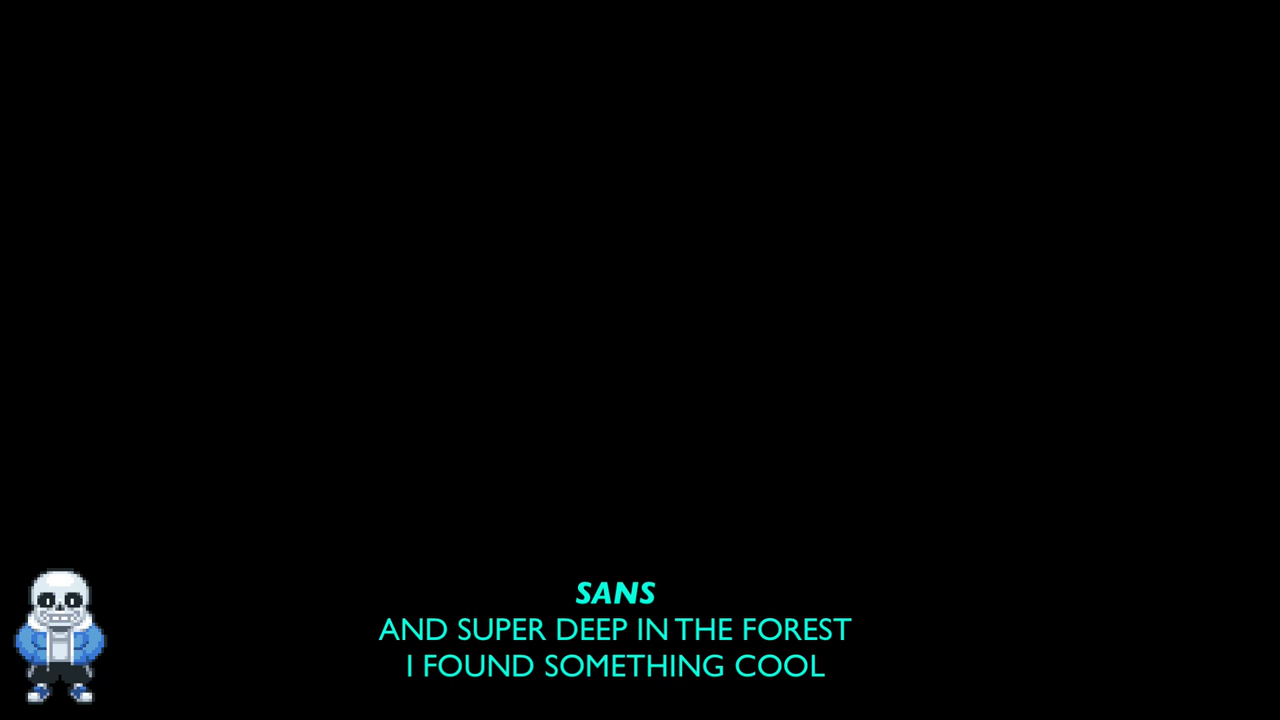 SANS
AND SUPER DEEP IN THE FOREST
I FOUND SOMETHING COOL